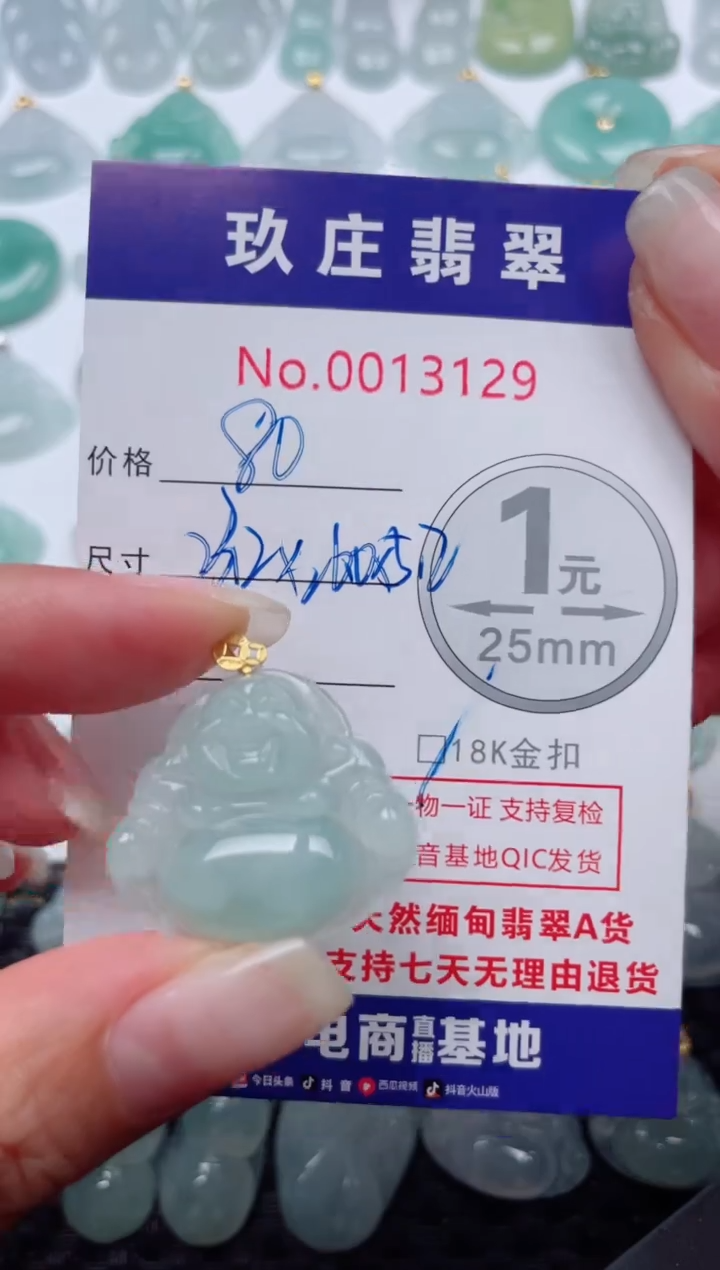 玖庄翡翠
No.0013129
价格 80
尺寸
1元
25mm
□18K金扣
物一证 支持复检
音基地QIC发货
天然缅甸翡翠A货
支持七天无理由退货
电商直播基地
今日头条 抖音 西瓜视频 抖音火山版